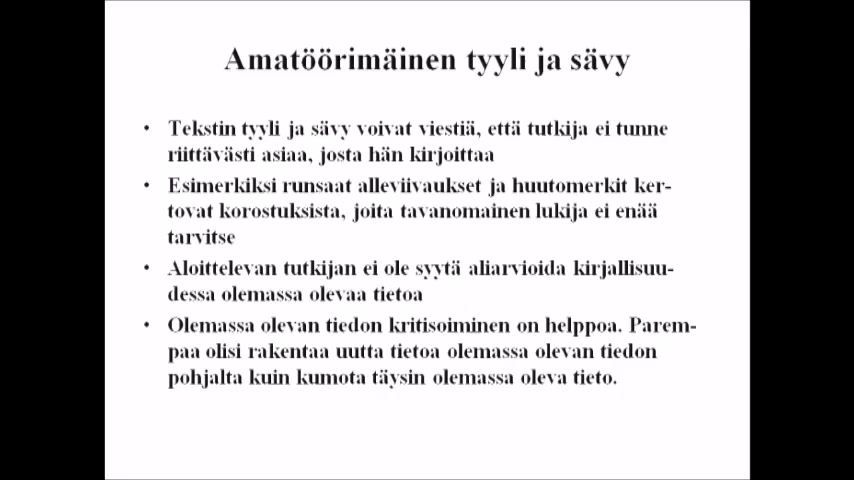 Amatöörimäinen tyyli ja sävy
• Tekstin tyyli ja sävy voivat viestiä, että tutkija ei tunne
riittävästi asiaa, josta hän kirjoittaa
• Esimerkiksi runsaat alleviivaukset ja huutomerkit ker-
tovat korostuksista, joita tavanomainen lukija ei enää
tarvitse
• Aloittelevan tutkijan ei ole syytä aliarvioida kirjallisuu-
dessa olemassa olevaa tietoa
• Olemassa olevan tiedon kritisoiminen on helppoa. Parem-
paa olisi rakentaa uutta tietoa olemassa olevan tiedon
pohjalta kuin kumota täysin olemassa oleva tieto.